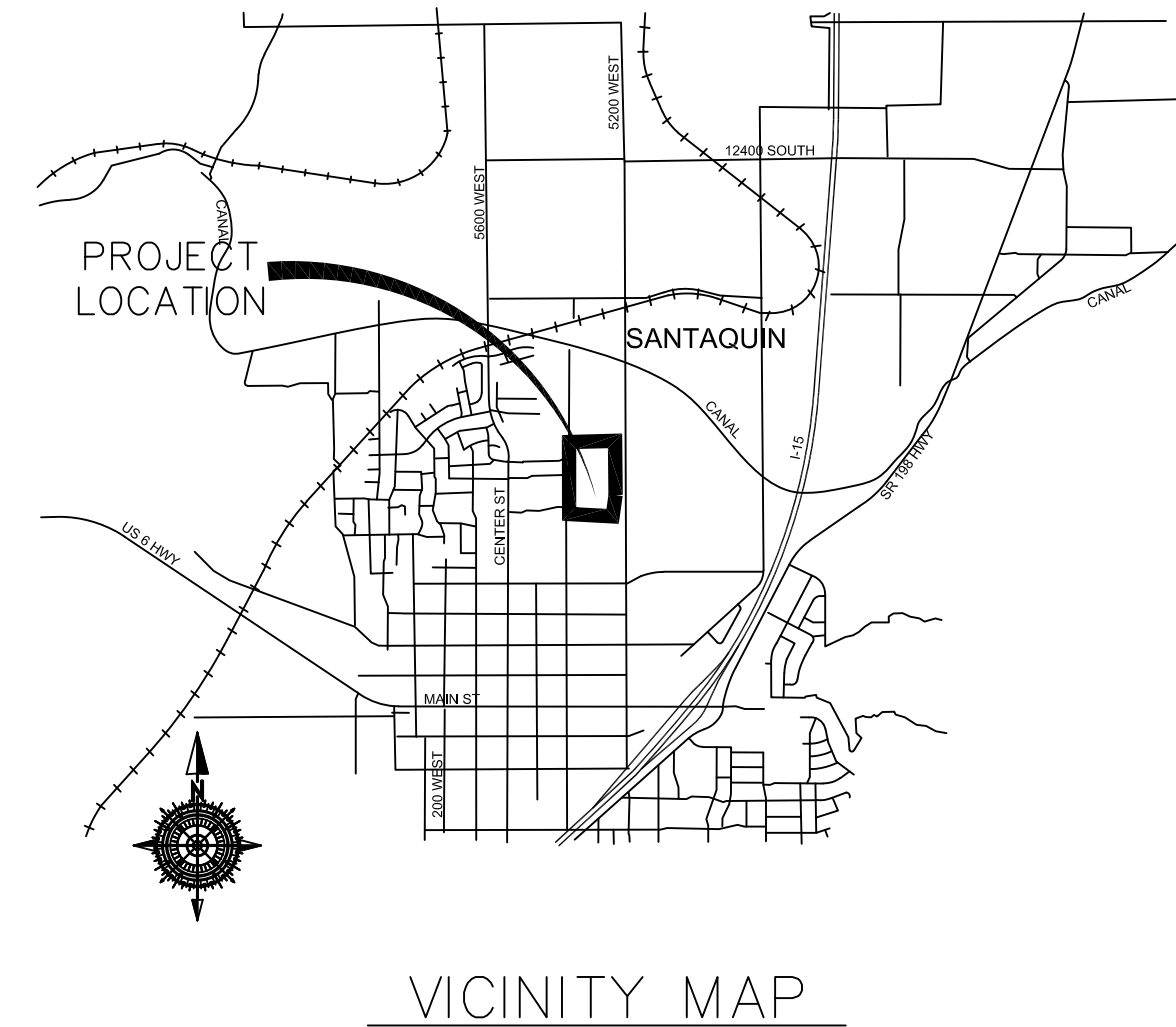 5200 WEST
12400 SOUTH
5600 WEST
CANAL
PROJECT
LOCATION
CANAL
SANTAQUIN
CANAL
I-15
SR 198 HWY
CENTER ST
US 6 HWY
MAIN ST
200 WEST
N
VICINITY MAP